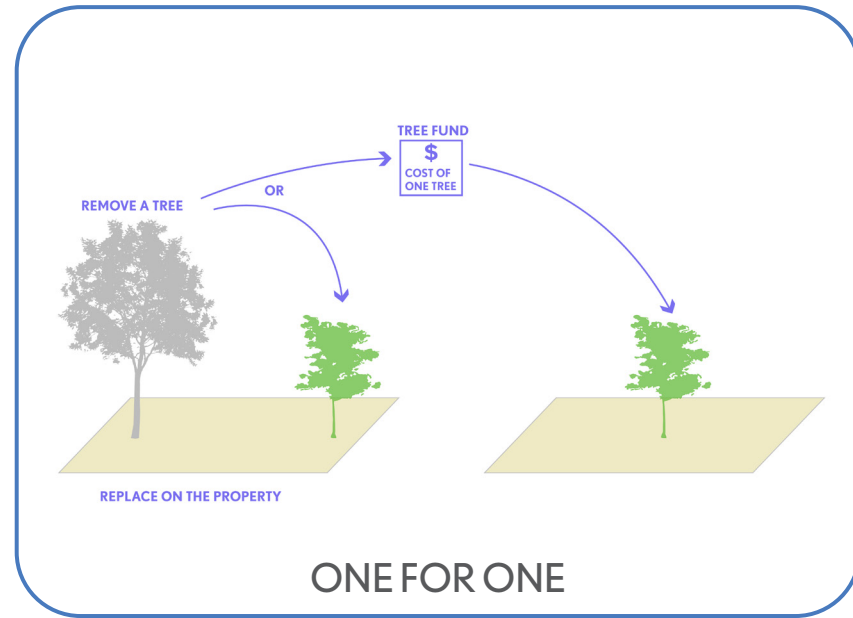 TREE FUND
$
COST OF
ONE TREE
OR
REMOVE A TREE
REPLACE ON THE PROPERTY
ONE FOR ONE